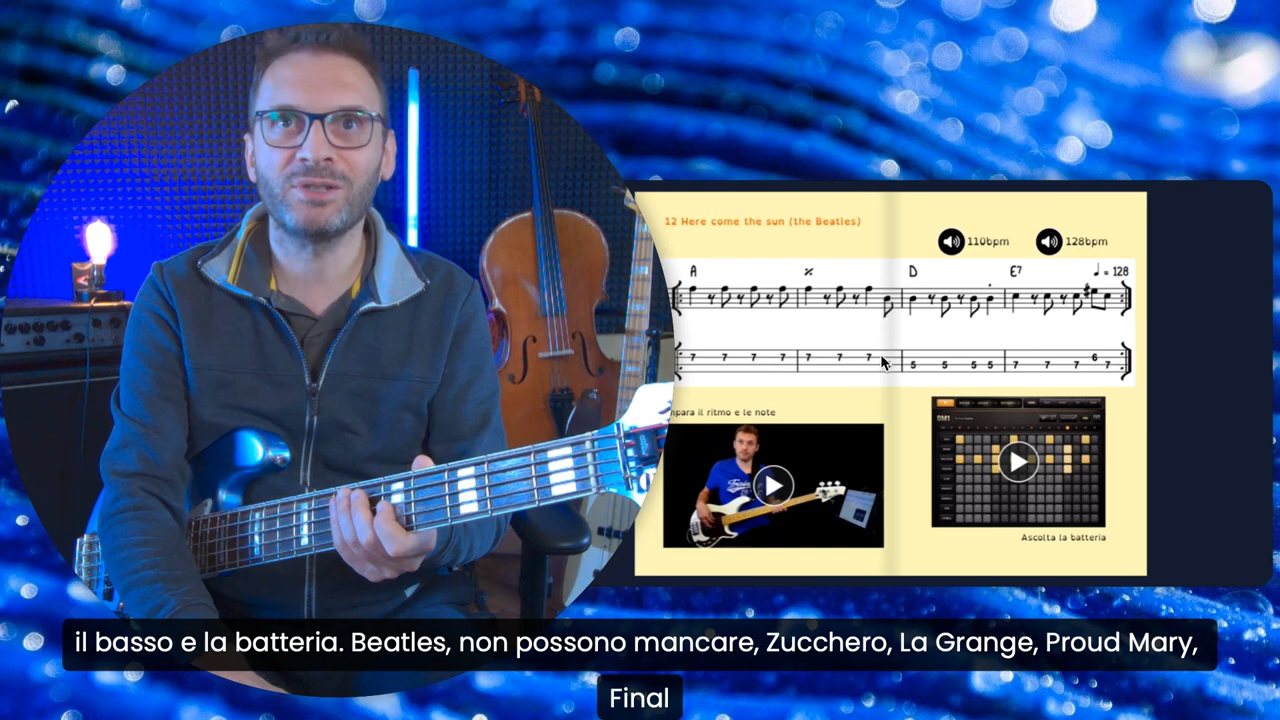 12 Here come the sun (the Beatles)
110bpm
128bpm
A
D
E7
♩ = 128
7 7 7 7 7 7 7 5 5 5 5 7 7 7 6 7
mpara il ritmo e le note
DM1
Ascolta la batteria
il basso e la batteria. Beatles, non possono mancare, Zucchero, La Grange, Proud Mary,
Final